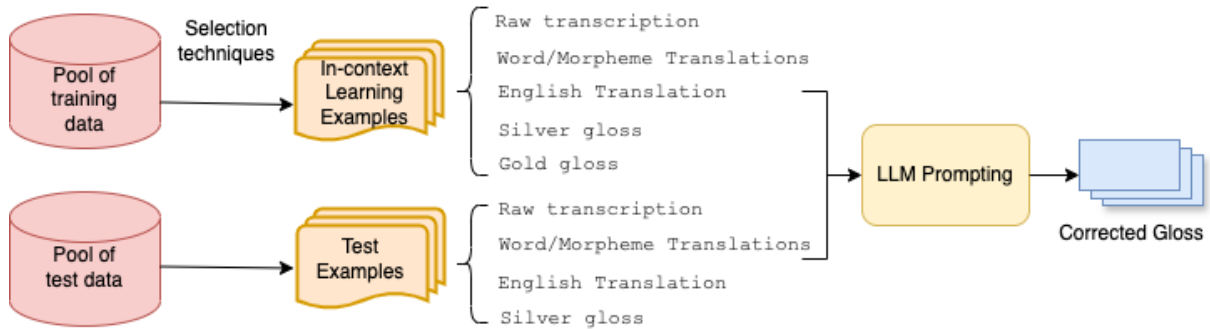 Pool of
training
data
Selection
techniques
In-context
Learning
Examples
Raw transcription
Word/Morpheme Translations
English Translation
Silver gloss
Gold gloss
Pool of
test data
Test
Examples
Raw transcription
Word/Morpheme Translations
English Translation
Silver gloss
LLM Prompting
Corrected Gloss